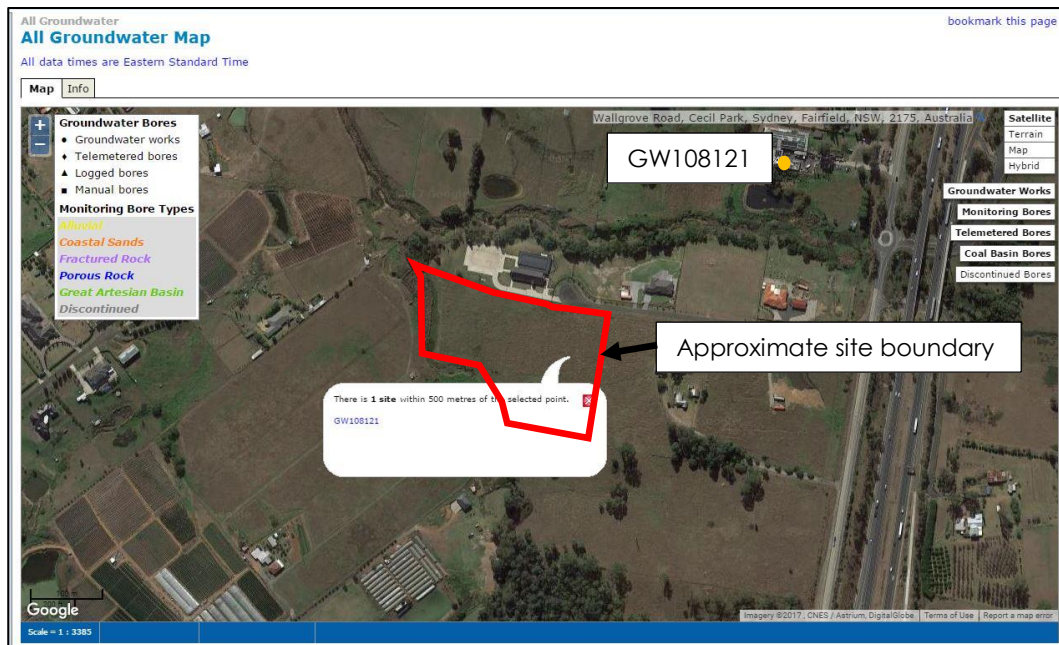 All Groundwater
bookmark this page
All Groundwater Map
All data times are Eastern Standard Time
Map
Info
+
−
Groundwater Bores
Groundwater works
Telemetered bores
Logged bores
Manual bores
Monitoring Bore Types
Alluvial
Coastal Sands
Fractured Rock
Porous Rock
Great Artesian Basin
Discontinued
Wallgrove Road, Cecil Park, Sydney, Fairfield, NSW, 2175, Australia
Satellite
Terrain
Map
Hybrid
GW108121
Groundwater Works
Monitoring Bores
Telemetered Bores
Coal Basin Bores
Discontinued Bores
Approximate site boundary
There is 1 site within 500 metres of the selected point.
GW108121
100 m
Google
Imagery ©2017, CNES / Astrium, DigitalGlobe
Terms of Use
Report a map error
Scale = 1 : 3385